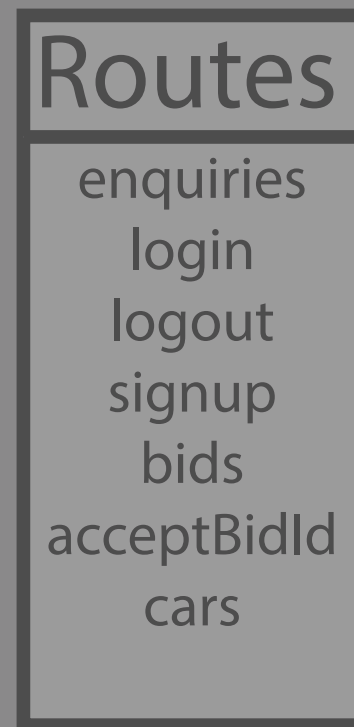 Routes
enquiries
login
logout
signup
bids
acceptBidId
cars